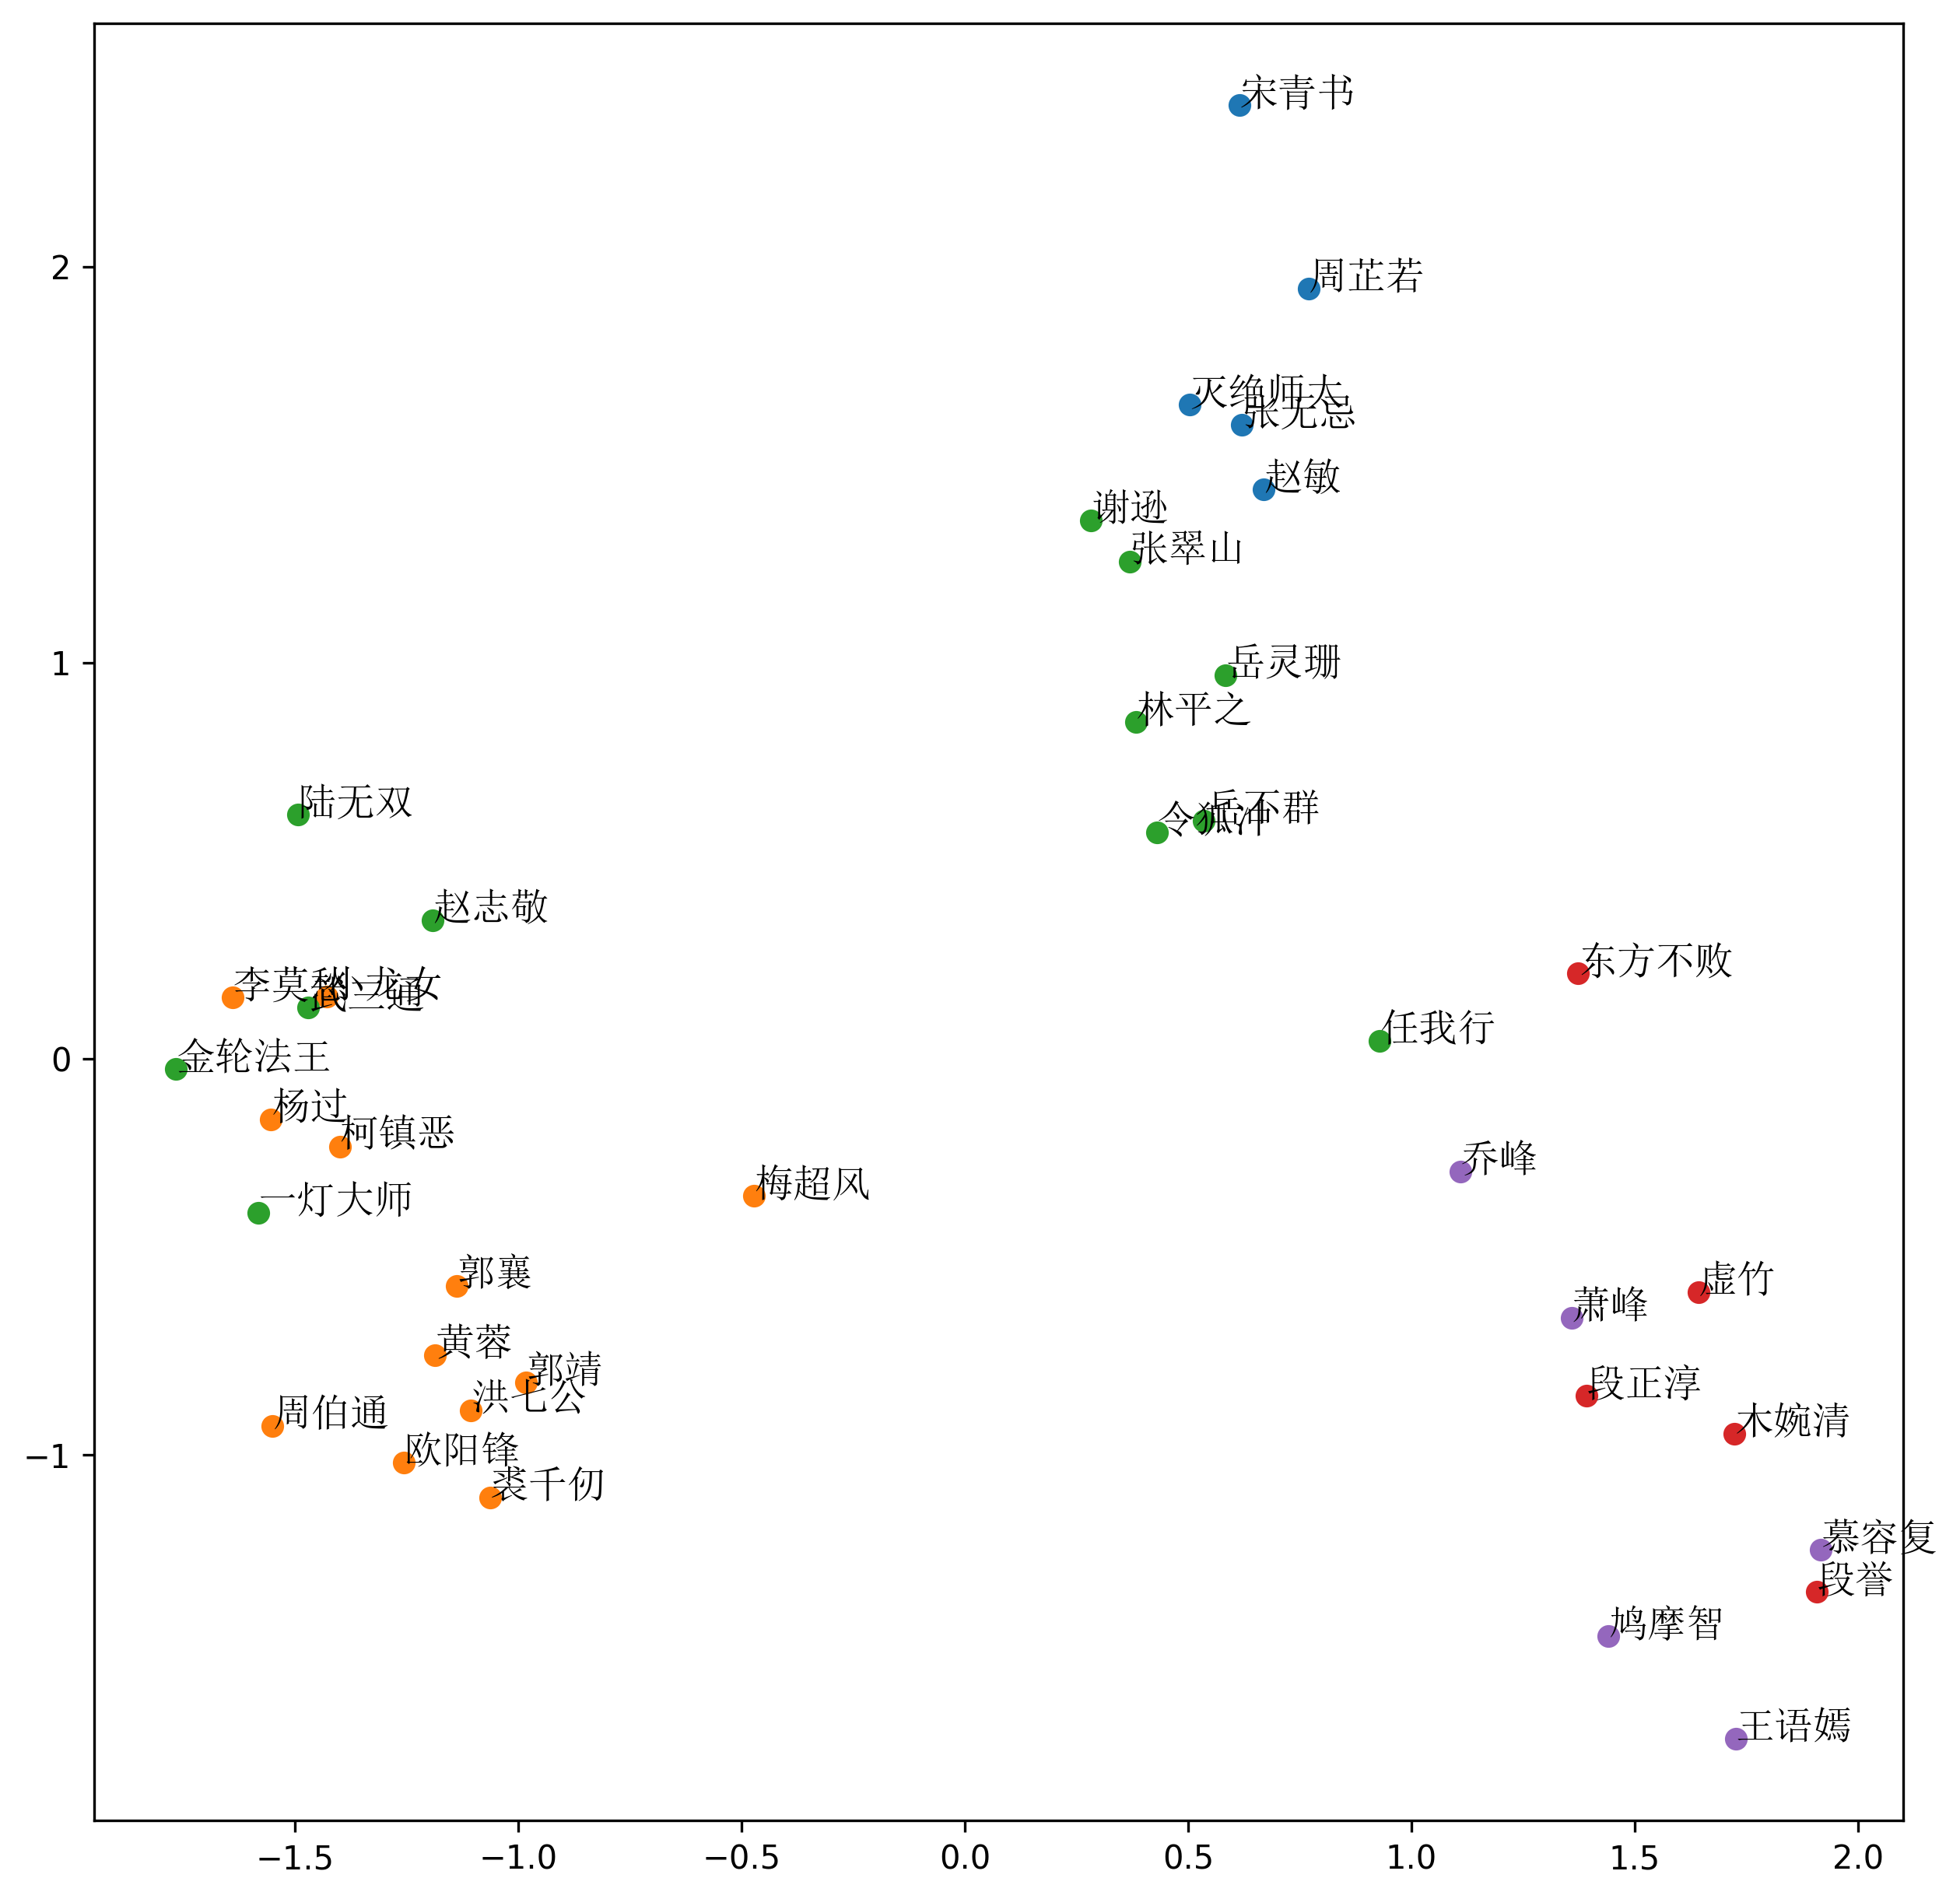 宋青书
2
周芷若
灭绝师太
张无忌
赵敏
谢逊
张翠山
1
岳灵珊
林平之
陆无双
岳不群
令狐冲
赵志敬
东方不败
李莫愁
小龙女
武三通
0
金轮法王
任我行
杨过
柯镇恶
乔峰
梅超风
一灯大师
郭襄
虚竹
萧峰
黄蓉
郭靖
段正淳
洪七公
周伯通
木婉清
−1
欧阳锋
裘千仞
慕容复
段誉
鸠摩智
王语嫣
−1.5 −1.0 −0.5 0.0 0.5 1.0 1.5 2.0